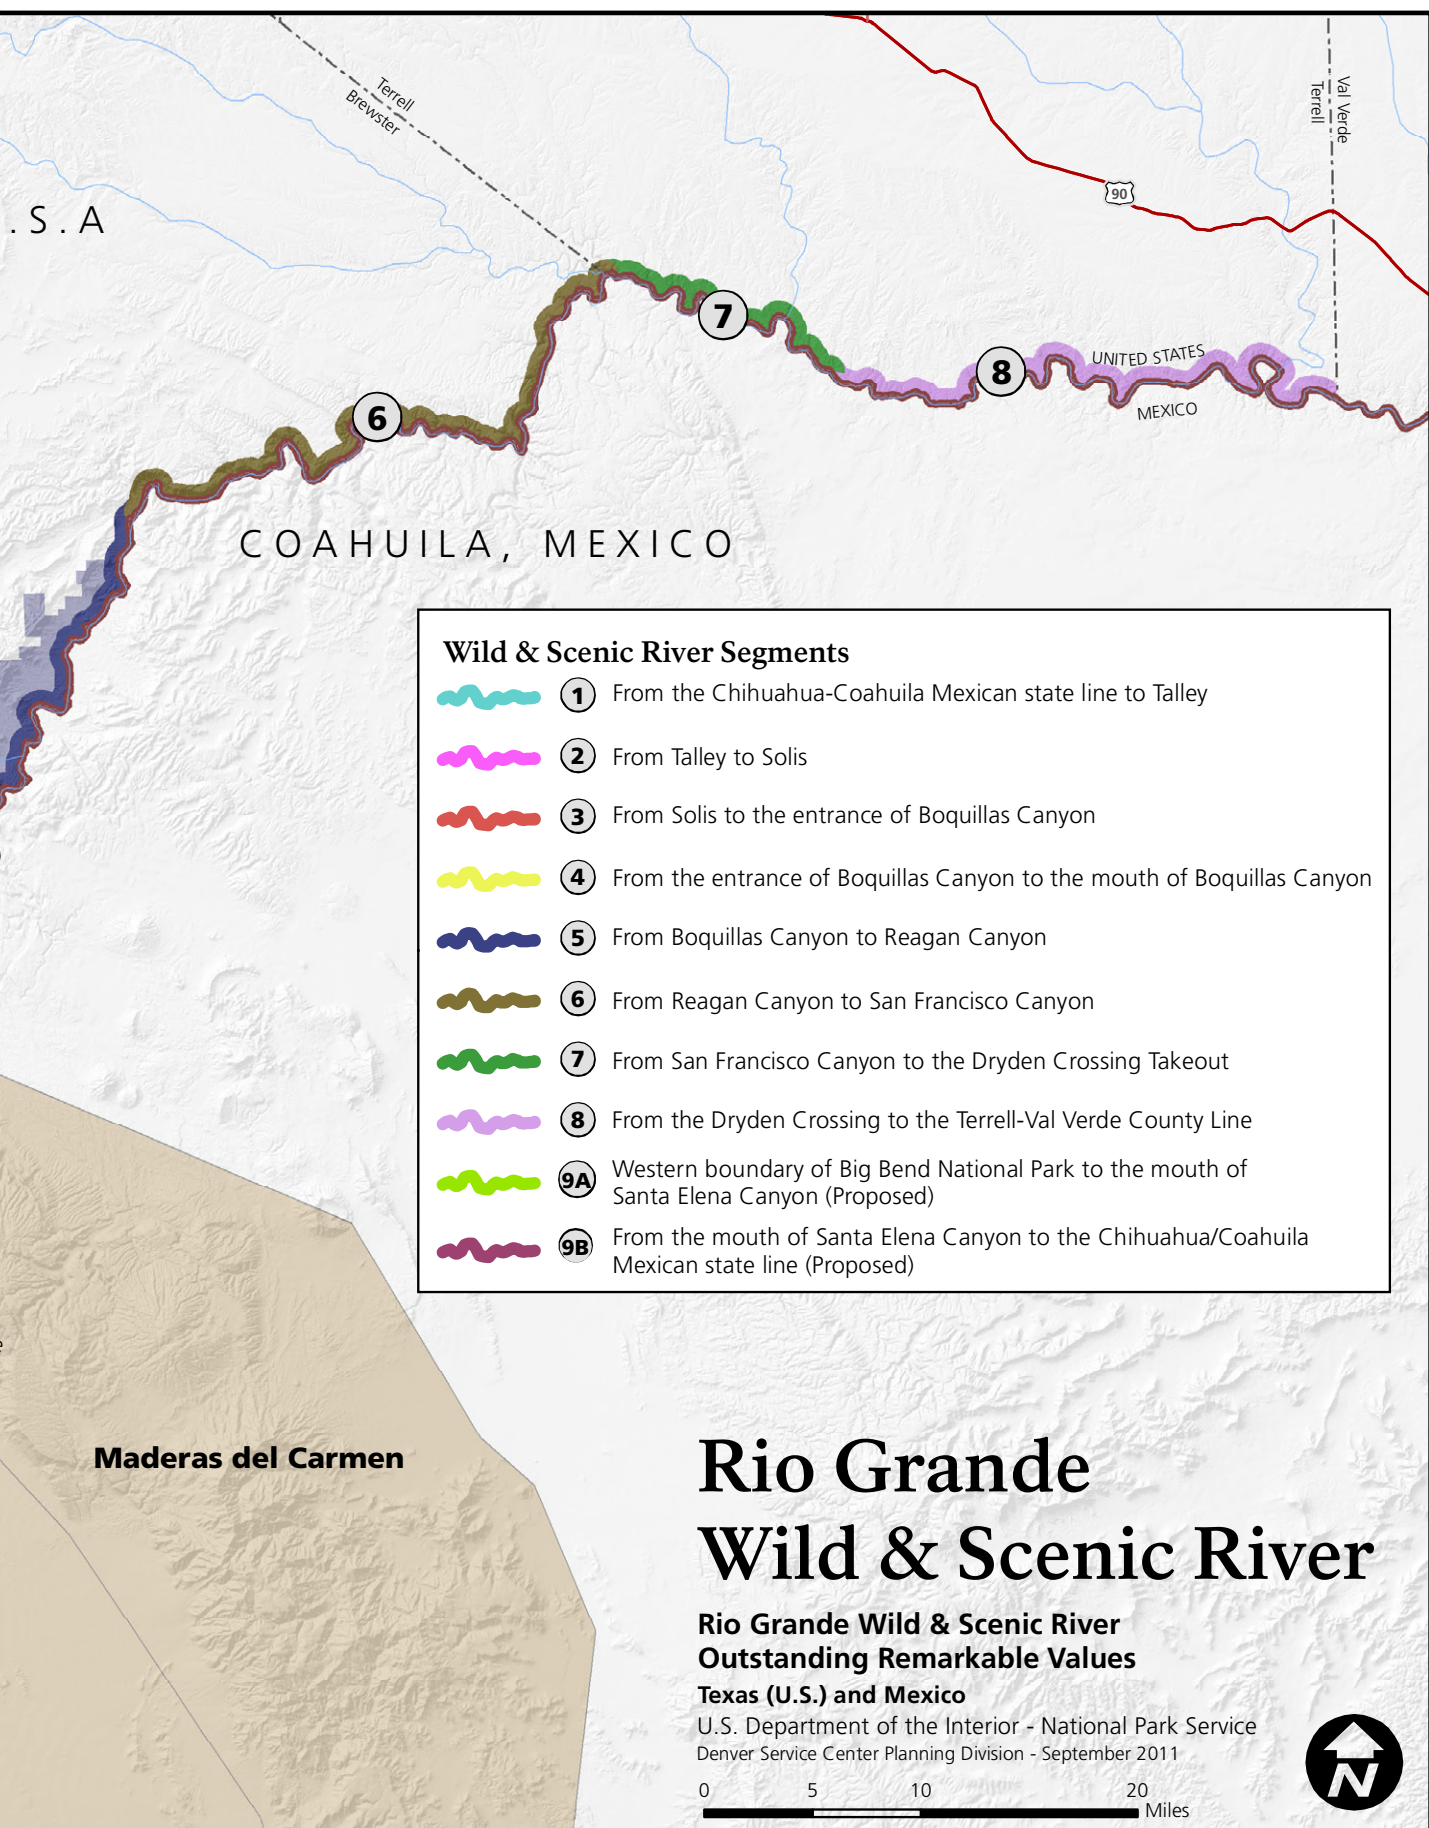 Terrell
Brewster
Val Verde
Terrell
90
. S . A
7
8
UNITED STATES
MEXICO
6
COAHUILA, MEXICO
Wild & Scenic River Segments
1 From the Chihuahua-Coahuila Mexican state line to Talley
2 From Talley to Solis
3 From Solis to the entrance of Boquillas Canyon
4 From the entrance of Boquillas Canyon to the mouth of Boquillas Canyon
5 From Boquillas Canyon to Reagan Canyon
6 From Reagan Canyon to San Francisco Canyon
7 From San Francisco Canyon to the Dryden Crossing Takeout
8 From the Dryden Crossing to the Terrell-Val Verde County Line
9A Western boundary of Big Bend National Park to the mouth of
Santa Elena Canyon (Proposed)
9B From the mouth of Santa Elena Canyon to the Chihuahua/Coahuila
Mexican state line (Proposed)
Maderas del Carmen
Rio Grande
Wild & Scenic River
Rio Grande Wild & Scenic River
Outstanding Remarkable Values
Texas (U.S.) and Mexico
U.S. Department of the Interior - National Park Service
Denver Service Center Planning Division - September 2011
0 5 10 20
Miles
N